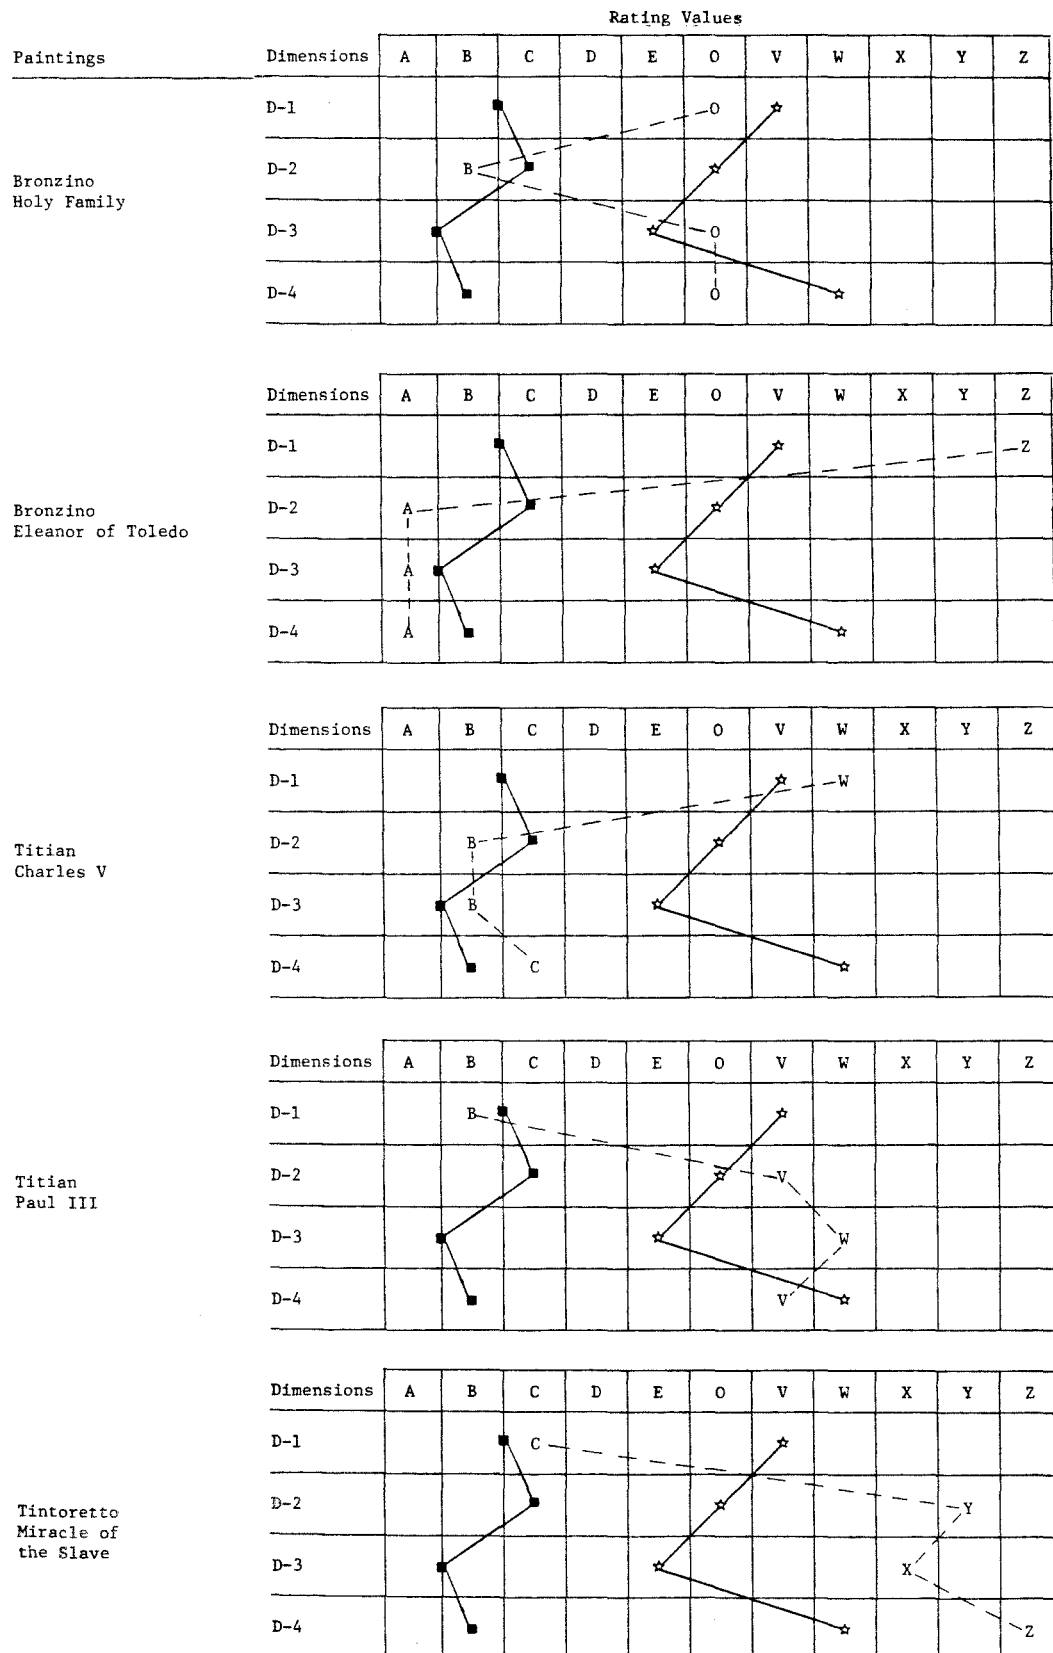 Rating Values
Paintings Dimensions A B C D E O V W X Y Z
D-1 O
Bronzino
Holy Family
D-2 B
D-3 O
D-4 O
Dimensions A B C D E O V W X Y Z
D-1 Z
Bronzino
Eleanor of Toledo
D-2 A
D-3 A
D-4 A
Dimensions A B C D E O V W X Y Z
D-1 W
Titian
Charles V
D-2 B
D-3 B
D-4 C
Dimensions A B C D E O V W X Y Z
D-1 B
Titian
Paul III
D-2 V
D-3 W
D-4 V
Dimensions A B C D E O V W X Y Z
D-1 C
Tintoretto
Miracle of
the Slave
D-2 Y
D-3 X
D-4 Z